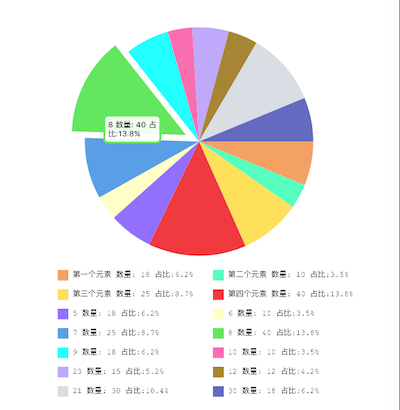 8 数量: 40 占
比:13.8%
第一个元素 数量: 18 占比:6.2%
第二个元素 数量: 10 占比:3.5%
第三个元素 数量: 25 占比:8.7%
第四个元素 数量: 40 占比:13.8%
5 数量: 18 占比:6.2%
6 数量: 10 占比:3.5%
7 数量: 25 占比:8.7%
8 数量: 40 占比:13.8%
9 数量: 18 占比:6.2%
10 数量: 10 占比:3.5%
23 数量: 15 占比:5.2%
12 数量: 12 占比:4.2%
21 数量: 30 占比:10.4%
30 数量: 18 占比:6.2%